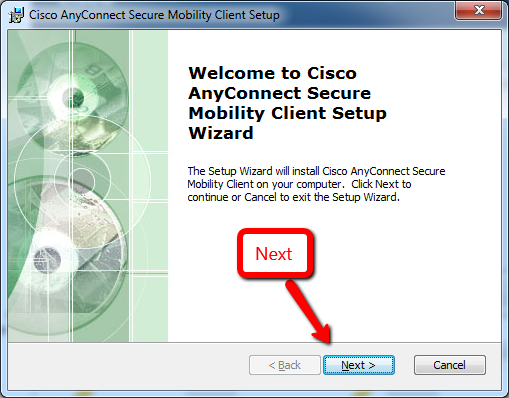 Cisco AnyConnect Secure Mobility Client Setup
Welcome to Cisco
AnyConnect Secure
Mobility Client Setup
Wizard
The Setup Wizard will install Cisco AnyConnect Secure
Mobility Client on your computer. Click Next to
continue or Cancel to exit the Setup Wizard.
Next
< Back
Next >
Cancel